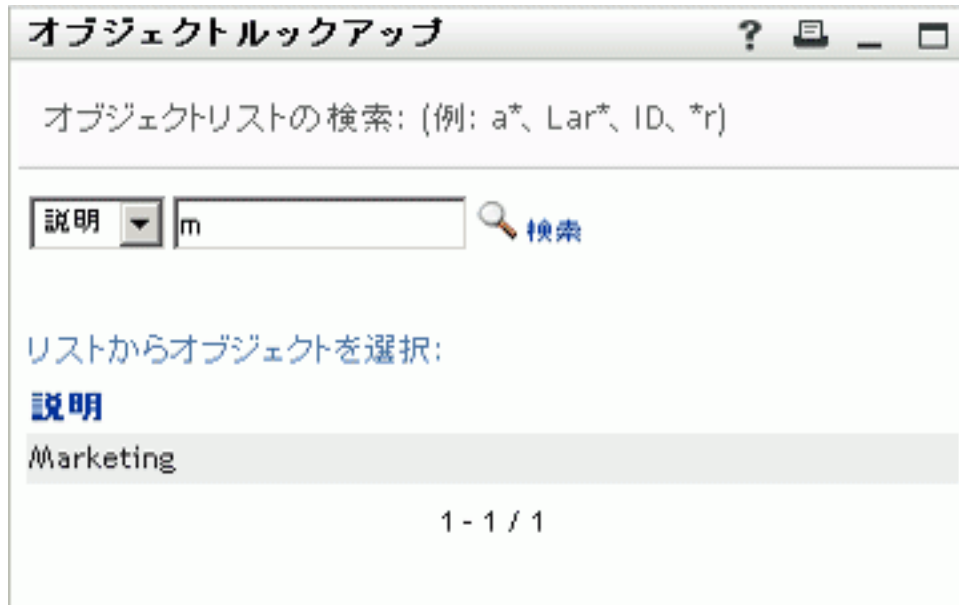 オブジェクトルックアップ ?
オブジェクトリストの検索: (例: a*、Lar*、ID、*r)
説明 m 検索
リストからオブジェクトを選択:
説明
Marketing
1 - 1 / 1